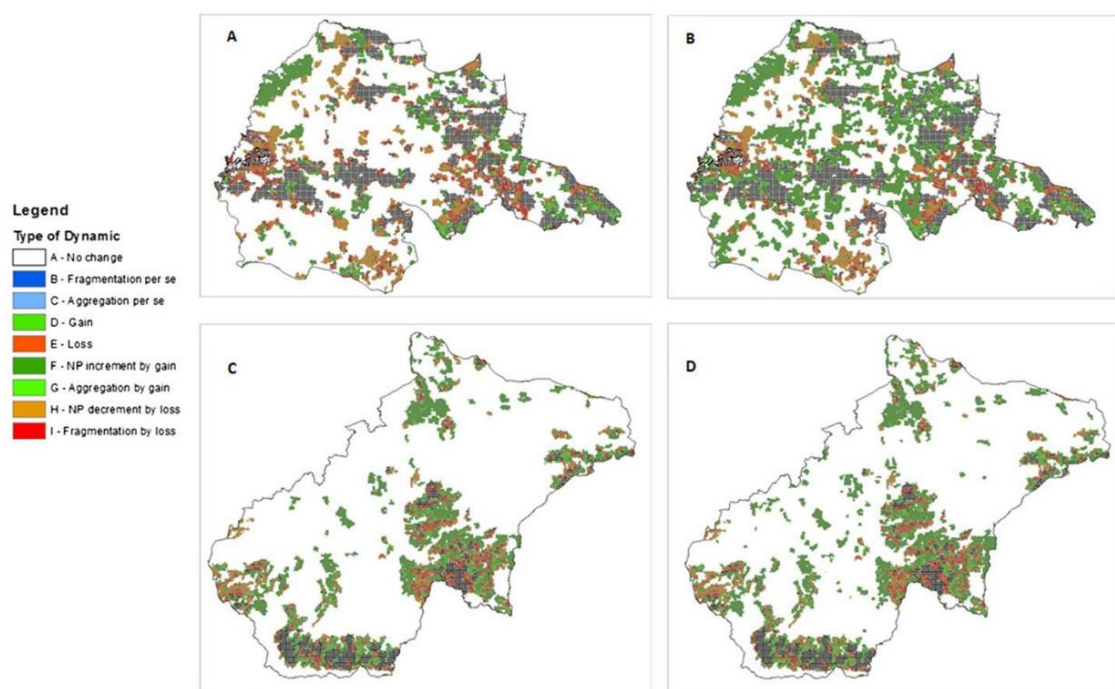 A
B
Legend
Type of Dynamic
A - No change
B - Fragmentation per se
C - Aggregation per se
D - Gain
E - Loss
F - NP increment by gain
G - Aggregation by gain
H - NP decrement by loss
I - Fragmentation by loss
C
D